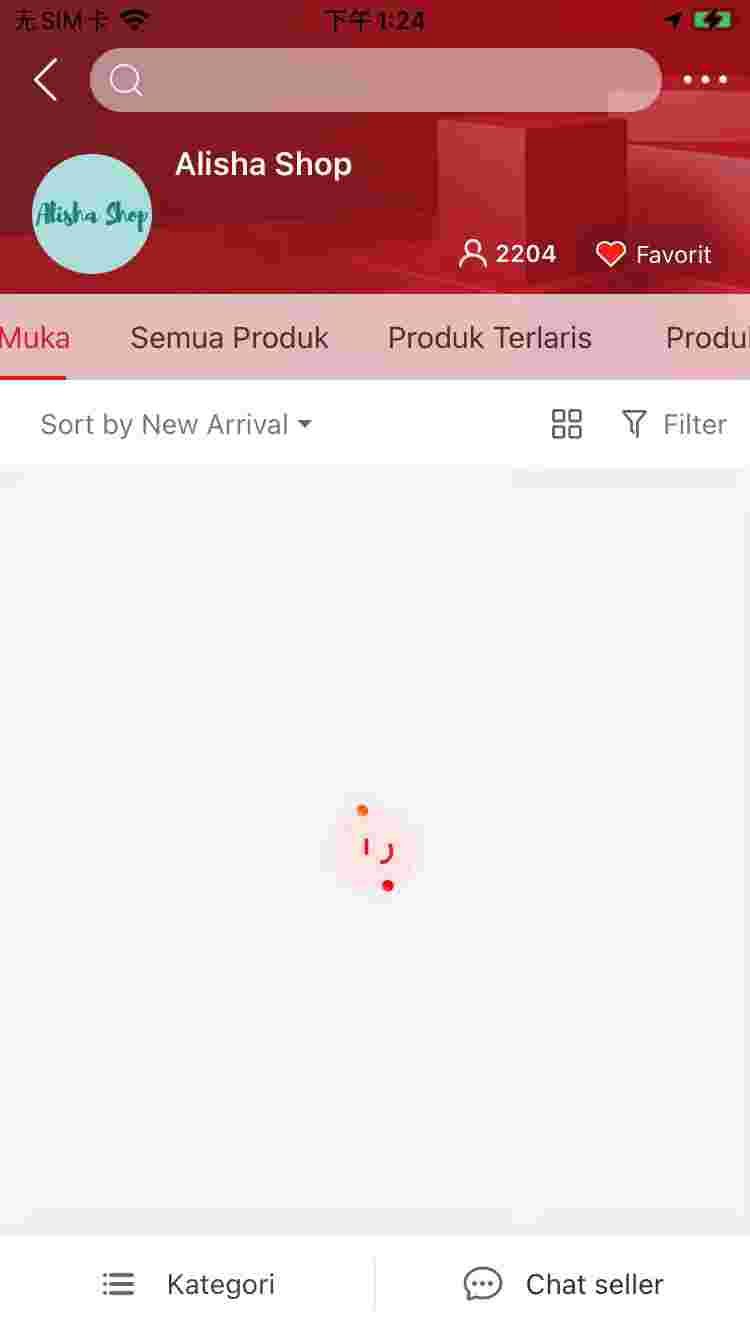 无SIM卡
下午1:24
Alisha Shop
Alisha Shop
2204
Favorit
Muka
Semua Produk
Produk Terlaris
Produ
Sort by New Arrival
Filter
Kategori
Chat seller